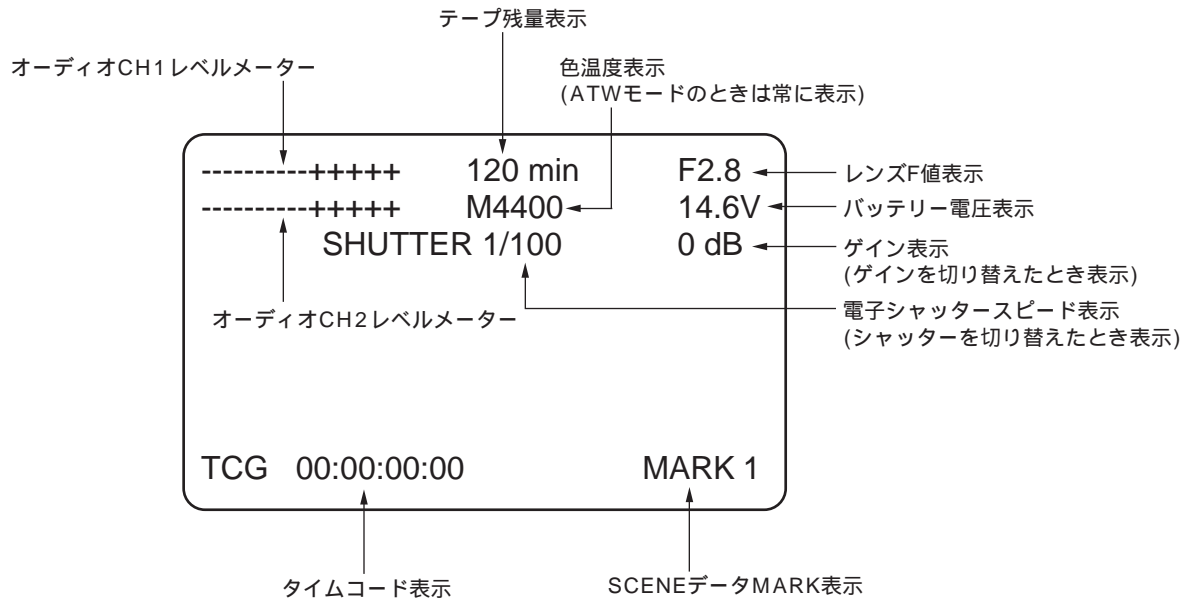 テープ残量表示
オーディオCH1レベルメーター
色温度表示
(ATWモードのときは常に表示)
----------+++++ 120 min F2.8
レンズF値表示
----------+++++ M4400 14.6V
バッテリー電圧表示
SHUTTER 1/100 0 dB
ゲイン表示
(ゲインを切り替えたとき表示)
オーディオCH2レベルメーター
電子シャッタースピード表示
(シャッターを切り替えたとき表示)
TCG 00:00:00:00 MARK 1
タイムコード表示
SCENEデータMARK表示